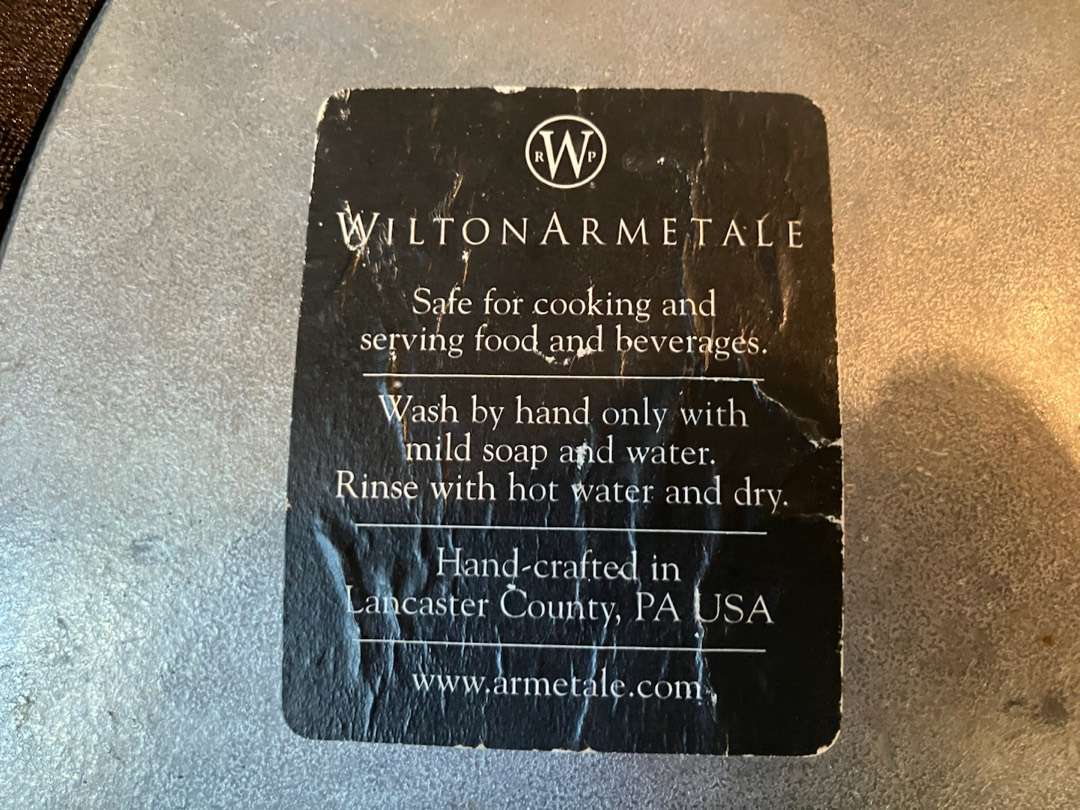 R W P
WILTONARMETALE
Safe for cooking and
serving food and beverages.
Wash by hand only with
mild soap and water.
Rinse with hot water and dry.
Hand-crafted in
Lancaster County, PA USA
www.armetale.com